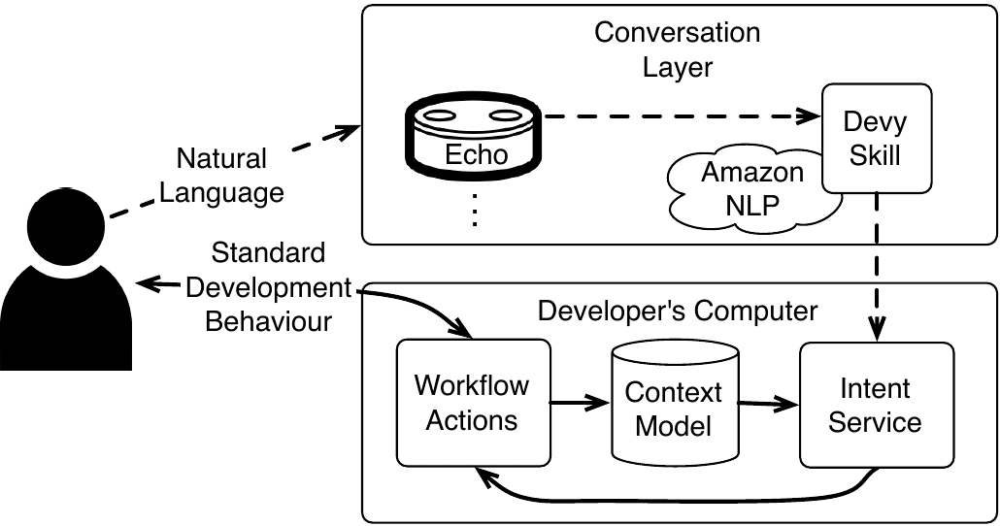 Conversation
Layer
Echo
Devy
Skill
Amazon
NLP
Natural
Language
Standard
Development
Behaviour
Developer's Computer
Workflow
Actions
Context
Model
Intent
Service